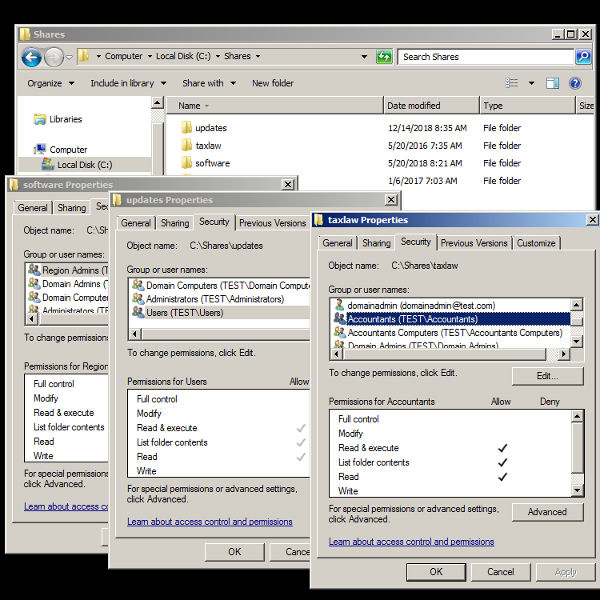 Shares
Computer Local Disk (C:) Shares
Search Shares
Organize Include in library Share with New folder
Name Date modified Type Size
Libraries
Computer
Local Disk (C:)
updates 12/14/2018 8:35 AM File folder
taxlaw 5/20/2016 7:35 AM File folder
software 5/20/2018 8:21 AM File folder
1/6/2017 7:03 AM File folder
software Properties
General Sharing
Object name: C:\Sh
Group or user names:
Region Admins (TES
Domain Admins (
Domain Computer
Administrators (TES
To change permissions,
Permissions for Region
Full control
Modify
Read & execute
List folder contents
Read
Write
For special permissions
click Advanced.
Learn about access co
updates Properties
General Sharing Security Previous Versions
Object name: C:\Shares\updates
Group or user names:
Domain Computers (TEST\Domain Compute
Administrators (TEST\Administrators)
Users (TEST\Users)
To change permissions, click Edit.
Permissions for Users Allow
Full control
Modify
Read & execute
List folder contents
Read
Write
For special permissions or advanced settings,
click Advanced.
Learn about access control and permissions
OK Cance
taxlaw Properties
General Sharing Security Previous Versions Customize
Object name: C:\Shares\taxlaw
Group or user names:
domainadmin (domainadmin@test.com)
Accountants (TEST\Accountants)
Accountants Computers (TEST\Accountants Computers)
Domain Admins (TEST\Domain Admins)
To change permissions, click Edit.
Edit...
Permissions for Accountants Allow Deny
Full control
Modify
Read & execute
List folder contents
Read
Write
For special permissions or advanced settings,
click Advanced.
Advanced
Learn about access control and permissions
OK Cancel Apply